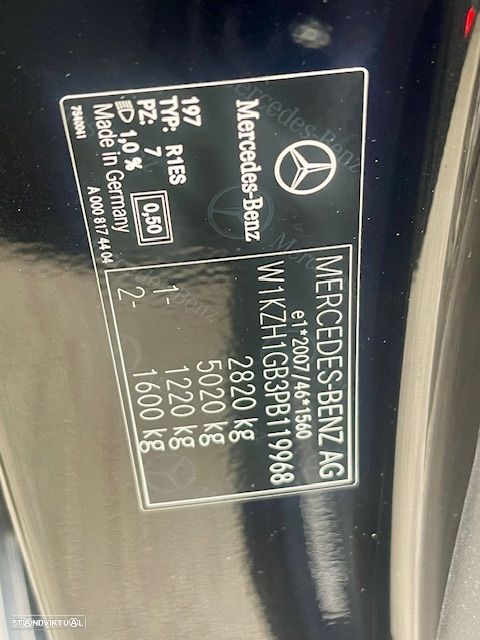 MERCEDES-BENZ AG
e1*2007/46*1560
W1KZH1GB3PB119968
2820 kg
5020 kg
1- 1220 kg
2- 1600 kg
Mercedes-Benz
197
TYP: R1ES
PZ: 7 0,50
1,0 %
Made in Germany
A 000 817 44 04
STANDVIRTUAL